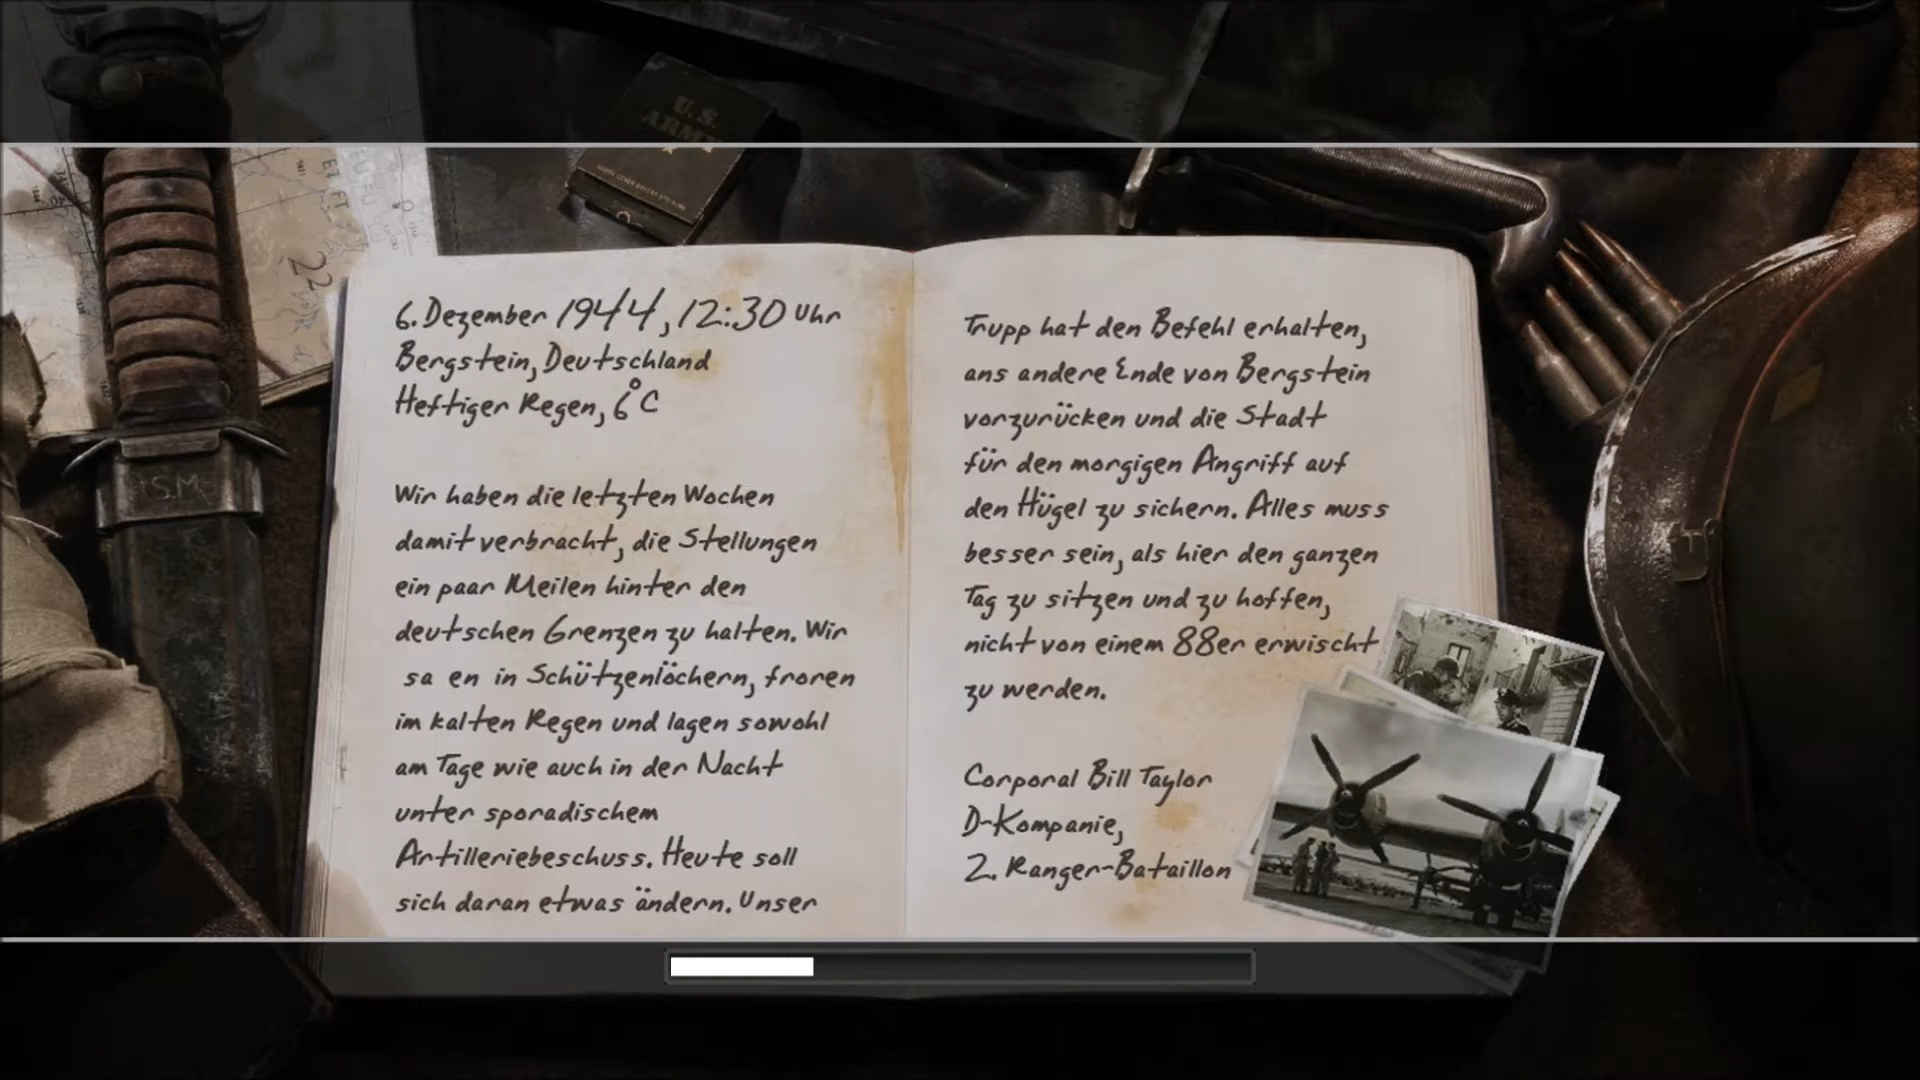 U.S.
ARMY
22
U.S.M
6. Dezember 1944, 12:30 Uhr
Bergstein, Deutschland
Heftiger Regen, 6°C
Wir haben die letzten Wochen
damit verbracht, die Stellungen
ein paar Meilen hinter den
deutschen Grenzen zu halten. Wir
sa en in Schützenlöchern, froren
im kalten Regen und lagen sowohl
am Tage wie auch in der Nacht
unter sporadischem
Artilleriebeschuss. Heute soll
sich daran etwas ändern. Unser
Trupp hat den Befehl erhalten,
ans andere Ende von Bergstein
vorzurücken und die Stadt
für den morgigen Angriff auf
den Hügel zu sichern. Alles muss
besser sein, als hier den ganzen
Tag zu sitzen und zu hoffen,
nicht von einem 88er erwischt
zu werden.
Corporal Bill Taylor
D-Kompanie,
2. Ranger-Bataillon